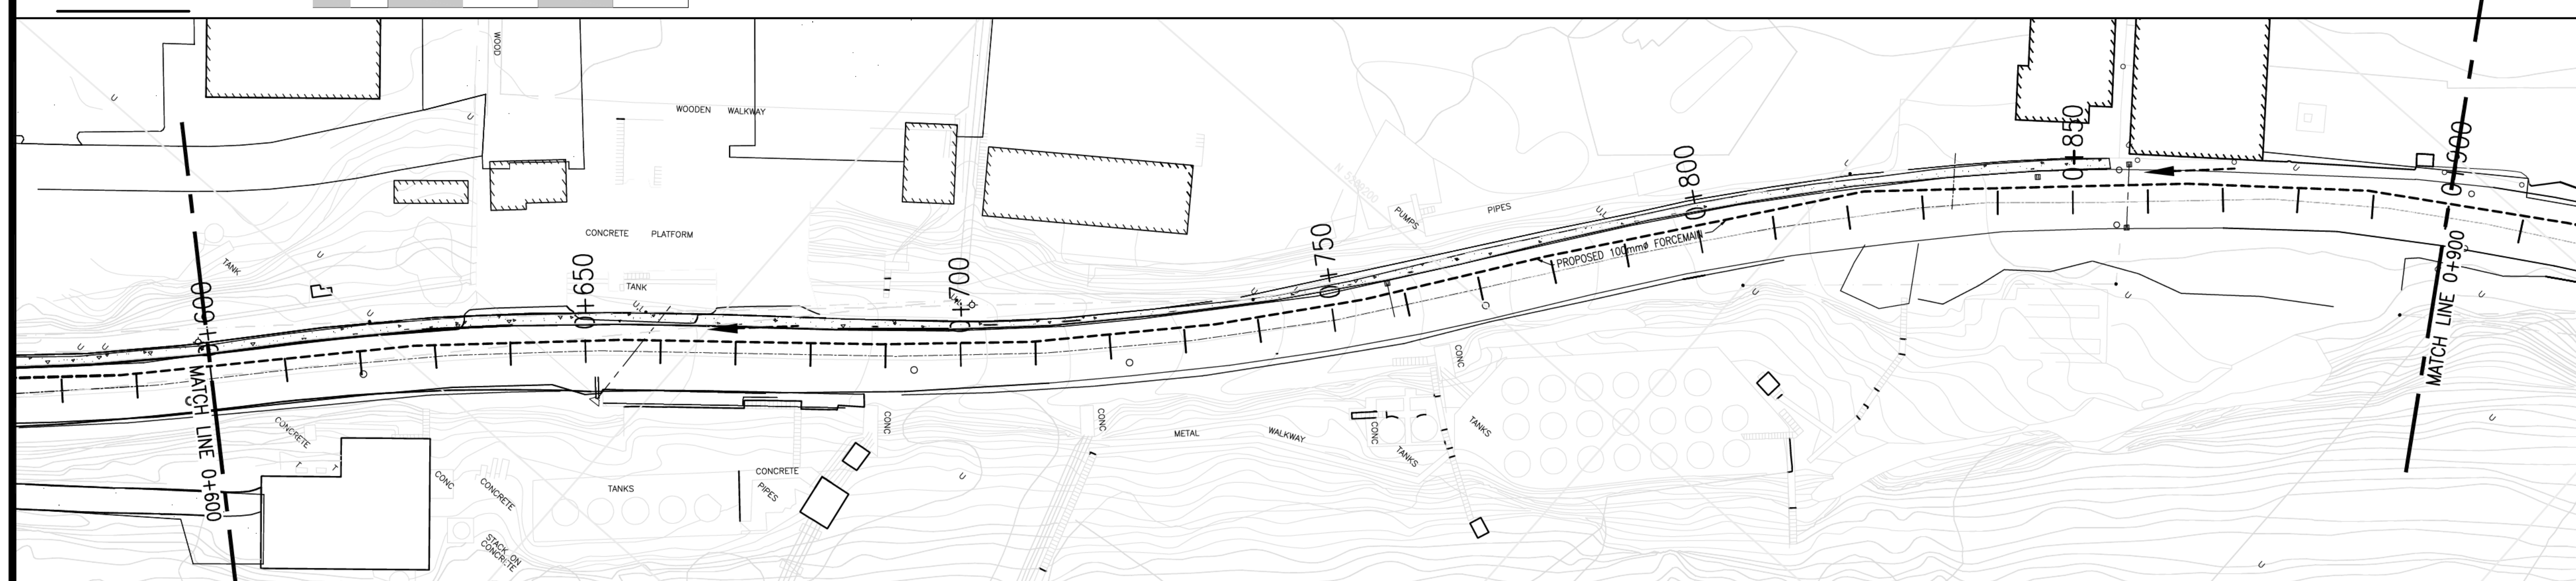 WOOD
WOODEN WALKWAY
0+850
0+900
N 5269200
PUMPS
PIPES
U.L
0+800
CONCRETE PLATFORM
TANK
0+750
PROPOSED 100mmø FORCEMAIN
TANK
0+650
0+700
U.L
0+600
MATCH LINE 0+600
MATCH LINE 0+900
CONC
CONCRETE
CONC
CONC
METAL WALKWAY
CONC
TANKS
TANKS
CONC
CONCRETE
TANKS
CONCRETE
PIPES
STACK ON
CONCRETE